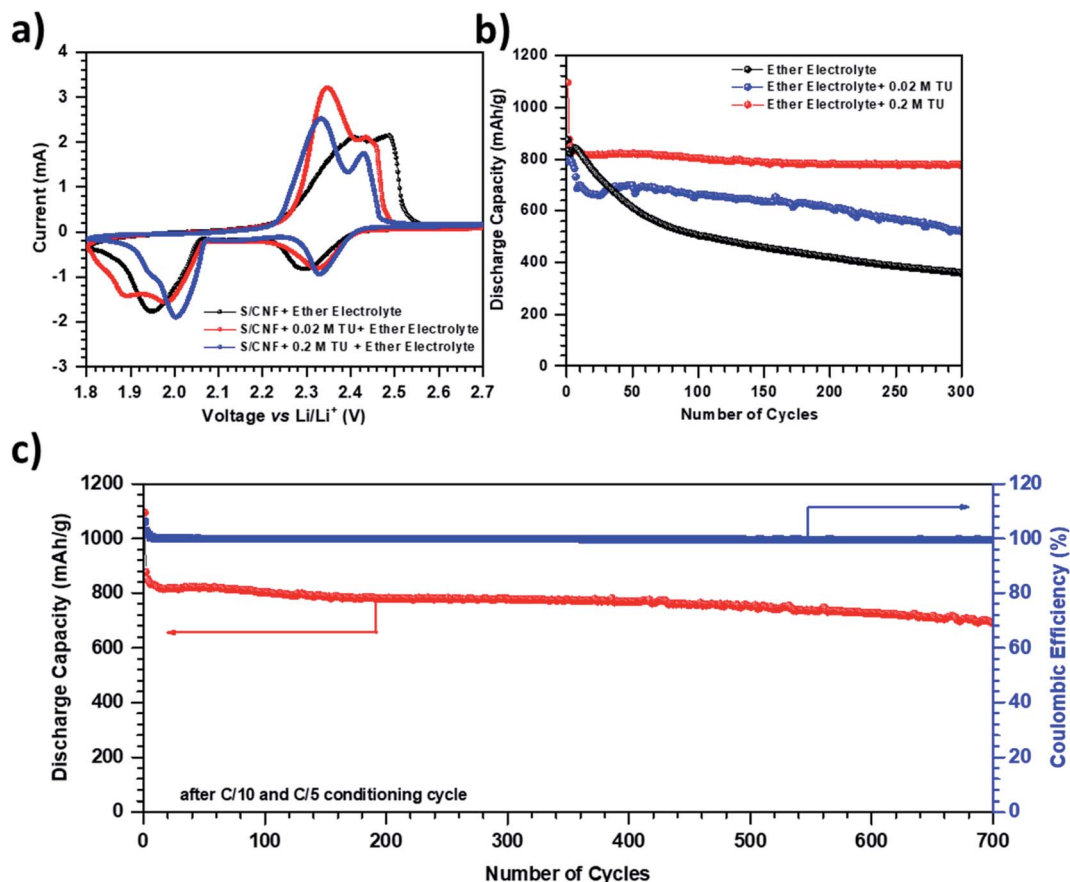 a)
4
3
2
1
0
-1
-2
-3
Current (mA)
S/CNF + Ether Electrolyte
S/CNF + 0.02 M TU + Ether Electrolyte
S/CNF + 0.2 M TU + Ether Electrolyte
1.8 1.9 2.0 2.1 2.2 2.3 2.4 2.5 2.6 2.7
Voltage vs Li/Li+ (V)
b)
1200
1000
800
600
400
200
0
Discharge Capacity (mAh/g)
Ether Electrolyte
Ether Electrolyte+ 0.02 M TU
Ether Electrolyte+ 0.2 M TU
0 50 100 150 200 250 300
Number of Cycles
c)
1200
1000
800
600
400
200
0
Discharge Capacity (mAh/g)
120
100
80
60
40
20
0
Coulombic Efficiency (%)
after C/10 and C/5 conditioning cycle
0 100 200 300 400 500 600 700
Number of Cycles